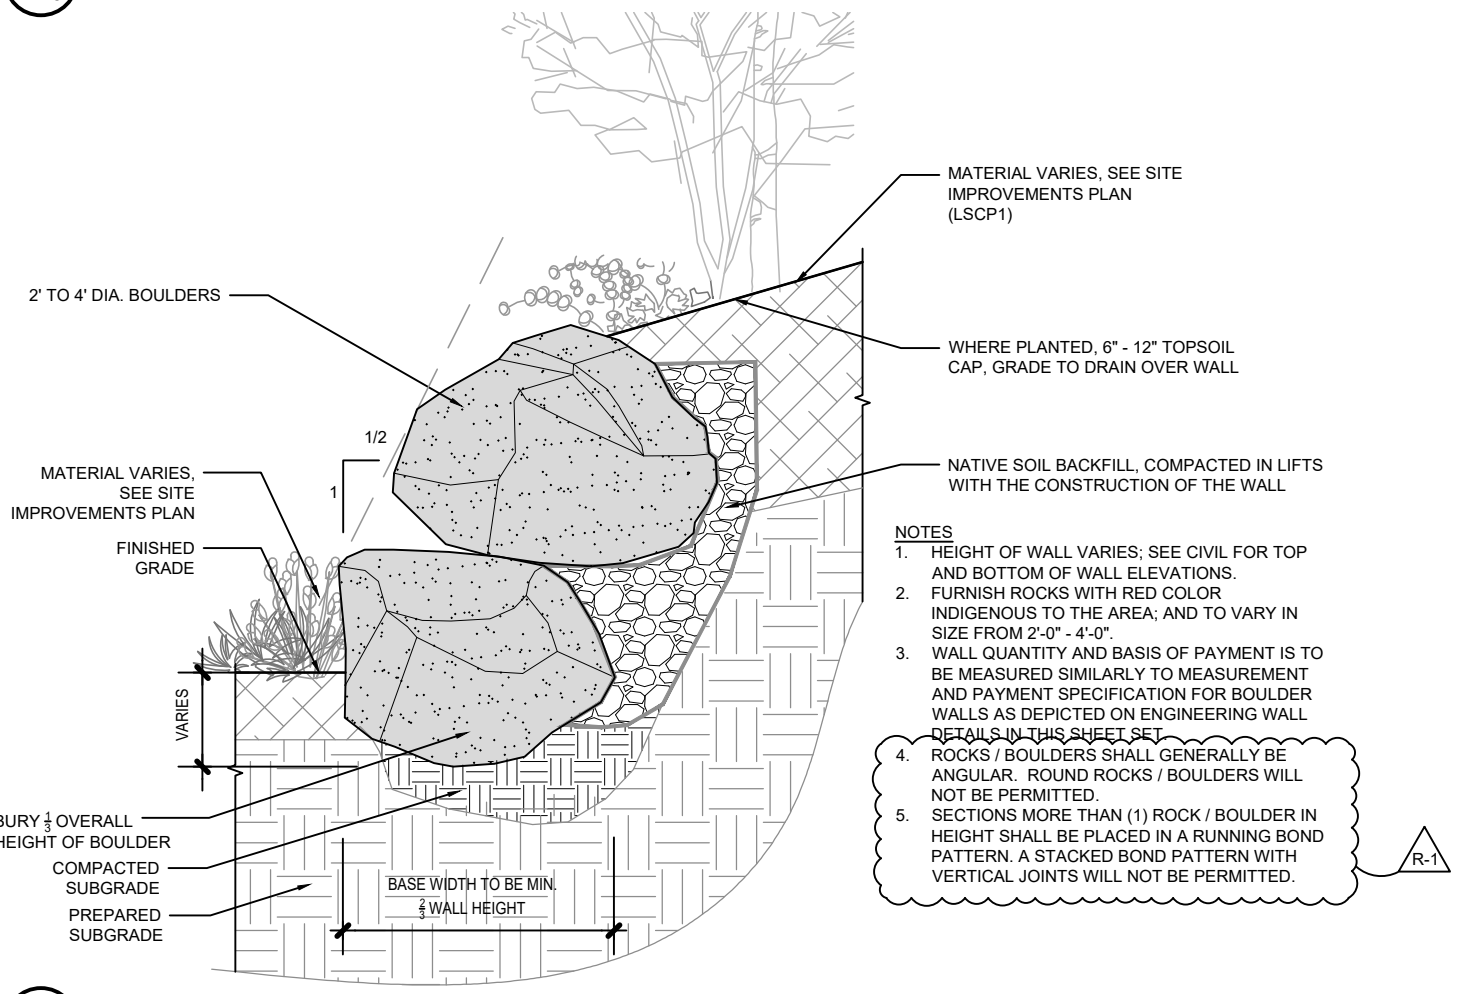 MATERIAL VARIES, SEE SITE
IMPROVEMENTS PLAN
(LSCP1)
2' TO 4' DIA. BOULDERS
WHERE PLANTED, 6" - 12" TOPSOIL
CAP, GRADE TO DRAIN OVER WALL
1/2
1
MATERIAL VARIES,
SEE SITE
IMPROVEMENTS PLAN
NATIVE SOIL BACKFILL, COMPACTED IN LIFTS
WITH THE CONSTRUCTION OF THE WALL
FINISHED
GRADE
NOTES
1. HEIGHT OF WALL VARIES; SEE CIVIL FOR TOP
AND BOTTOM OF WALL ELEVATIONS.
2. FURNISH ROCKS WITH RED COLOR
INDIGENOUS TO THE AREA; AND TO VARY IN
SIZE FROM 2'-0" - 4'-0".
3. WALL QUANTITY AND BASIS OF PAYMENT IS TO
BE MEASURED SIMILARLY TO MEASUREMENT
AND PAYMENT SPECIFICATION FOR BOULDER
WALLS AS DEPICTED ON ENGINEERING WALL
DETAILS IN THIS SHEET SET.
4. ROCKS / BOULDERS SHALL GENERALLY BE
ANGULAR. ROUND ROCKS / BOULDERS WILL
NOT BE PERMITTED.
5. SECTIONS MORE THAN (1) ROCK / BOULDER IN
HEIGHT SHALL BE PLACED IN A RUNNING BOND
PATTERN. A STACKED BOND PATTERN WITH
VERTICAL JOINTS WILL NOT BE PERMITTED.
R-1
VARIES
BURY 1/3 OVERALL
HEIGHT OF BOULDER
COMPACTED
SUBGRADE
PREPARED
SUBGRADE
BASE WIDTH TO BE MIN.
2/3 WALL HEIGHT